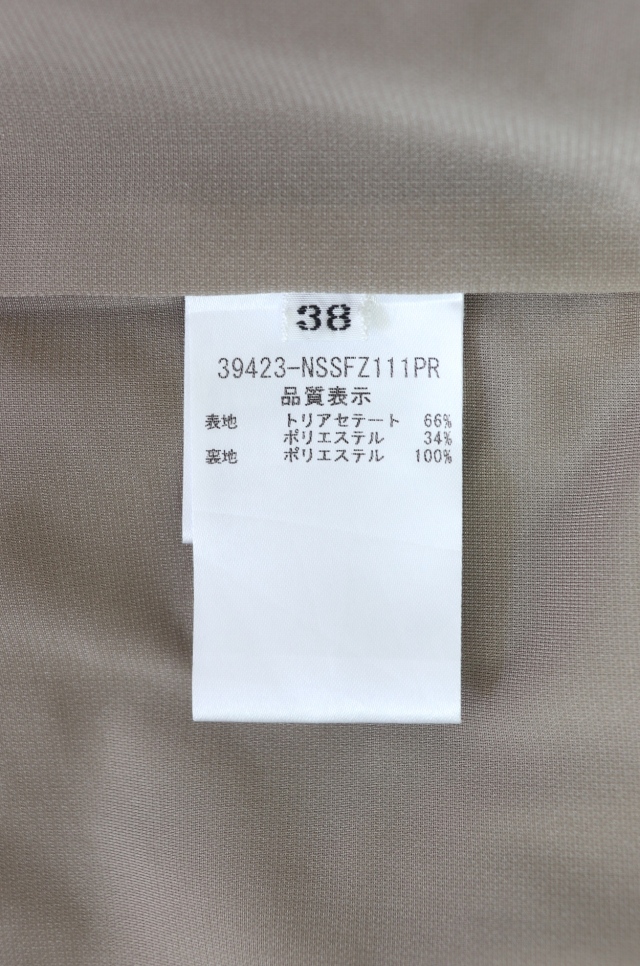 38
39423-NSSFZ111PR
品質表示
表地 トリアセテート 66%
ポリエステル 34%
裏地 ポリエステル 100%